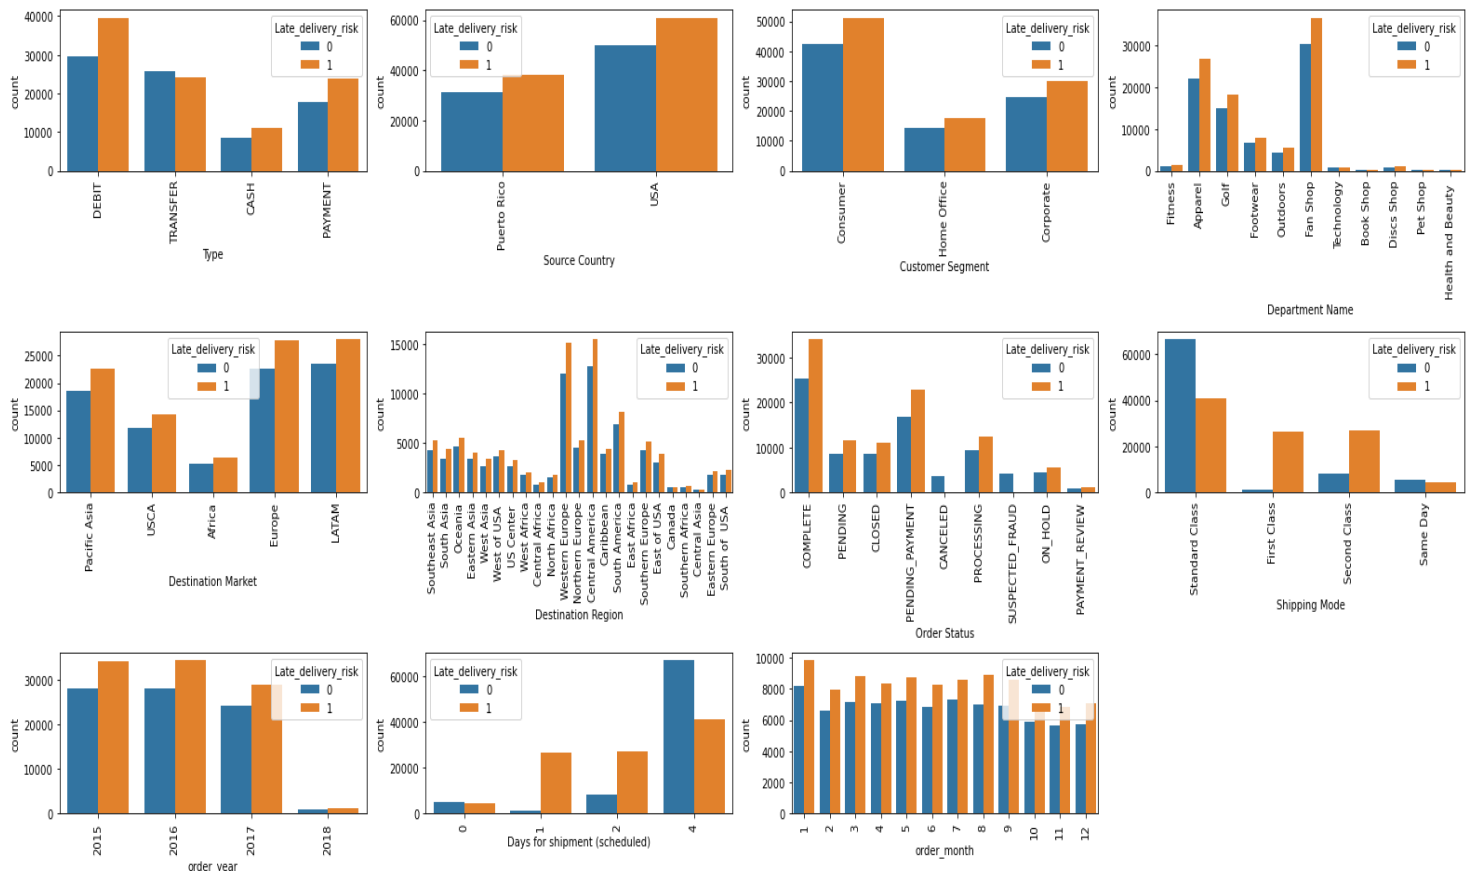 40000
30000
20000
10000
0
count
Late_delivery_risk
0
1
DEBIT
TRANSFER
CASH
PAYMENT
Type
60000
40000
20000
0
count
Late_delivery_risk
0
1
Puerto Rico
USA
Source Country
50000
40000
30000
20000
10000
0
count
Late_delivery_risk
0
1
Consumer
Home Office
Corporate
Customer Segment
30000
20000
10000
0
count
Late_delivery_risk
0
1
Fitness
Apparel
Golf
Footwear
Outdoors
Fan Shop
Technology
Book Shop
Discs Shop
Pet Shop
Health and Beauty
Department Name
25000
20000
15000
10000
5000
0
count
Late_delivery_risk
0
1
Pacific Asia
USCA
Africa
Europe
LATAM
Destination Market
15000
10000
5000
0
count
Late_delivery_risk
0
1
Southeast Asia
South Asia
Oceania
Eastern Asia
West Asia
West of USA
US Center
West Africa
Central Africa
North Africa
Western Europe
Northern Europe
Central America
Caribbean
South America
East Africa
Southern Europe
East of USA
Canada
Southern Africa
Central Asia
Eastern Europe
South of  USA
Destination Region
30000
20000
10000
0
count
Late_delivery_risk
0
1
COMPLETE
PENDING
CLOSED
PENDING_PAYMENT
CANCELED
PROCESSING
SUSPECTED_FRAUD
ON_HOLD
PAYMENT_REVIEW
Order Status
60000
40000
20000
0
count
Late_delivery_risk
0
1
Standard Class
First Class
Second Class
Same Day
Shipping Mode
30000
20000
10000
0
count
Late_delivery_risk
0
1
2015
2016
2017
2018
order_year
60000
40000
20000
0
count
Late_delivery_risk
0
1
0
1
2
4
Days for shipment (scheduled)
10000
8000
6000
4000
2000
0
count
Late_delivery_risk
0
1
1
2
3
4
5
6
7
8
9
10
11
12
order_month